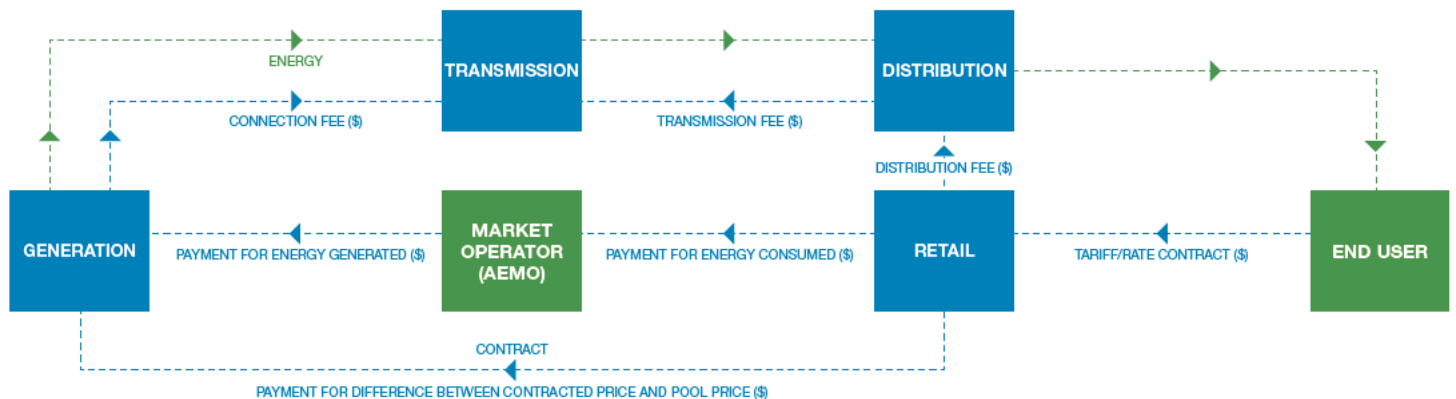 ENERGY
TRANSMISSION
DISTRIBUTION
CONNECTION FEE ($)
TRANSMISSION FEE ($)
DISTRIBUTION FEE ($)
GENERATION
PAYMENT FOR ENERGY GENERATED ($)
MARKET
OPERATOR
(AEMO)
PAYMENT FOR ENERGY CONSUMED ($)
RETAIL
TARIFF/RATE CONTRACT ($)
END USER
CONTRACT
PAYMENT FOR DIFFERENCE BETWEEN CONTRACTED PRICE AND POOL PRICE ($)